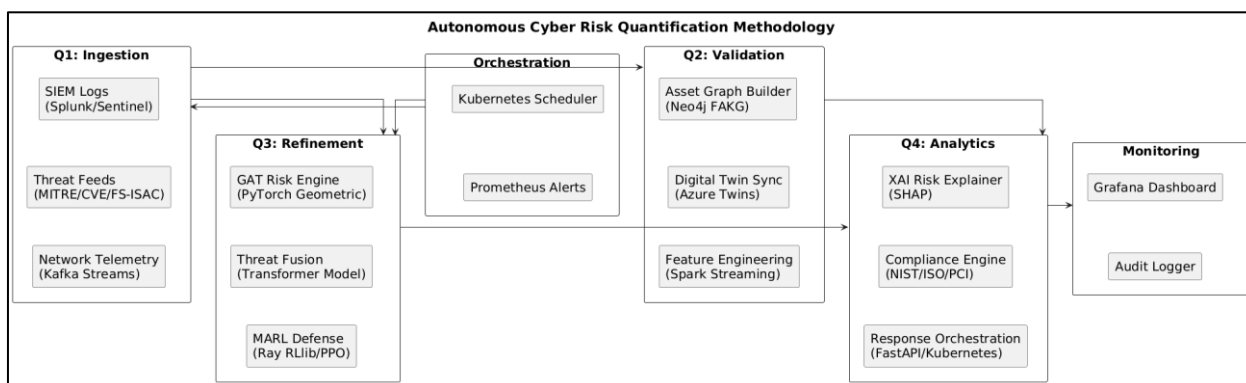 Autonomous Cyber Risk Quantification Methodology
Q1: Ingestion
SIEM Logs
(Splunk/Sentinel)
Threat Feeds
(MITRE/CVE/FS-ISAC)
Network Telemetry
(Kafka Streams)
Q3: Refinement
GAT Risk Engine
(PyTorch Geometric)
Threat Fusion
(Transformer Model)
MARL Defense
(Ray RLlib/PPO)
Orchestration
Kubernetes Scheduler
Prometheus Alerts
Q2: Validation
Asset Graph Builder
(Neo4j FAKG)
Digital Twin Sync
(Azure Twins)
Feature Engineering
(Spark Streaming)
Q4: Analytics
XAI Risk Explainer
(SHAP)
Compliance Engine
(NIST/ISO/PCI)
Response Orchestration
(FastAPI/Kubernetes)
Monitoring
Grafana Dashboard
Audit Logger